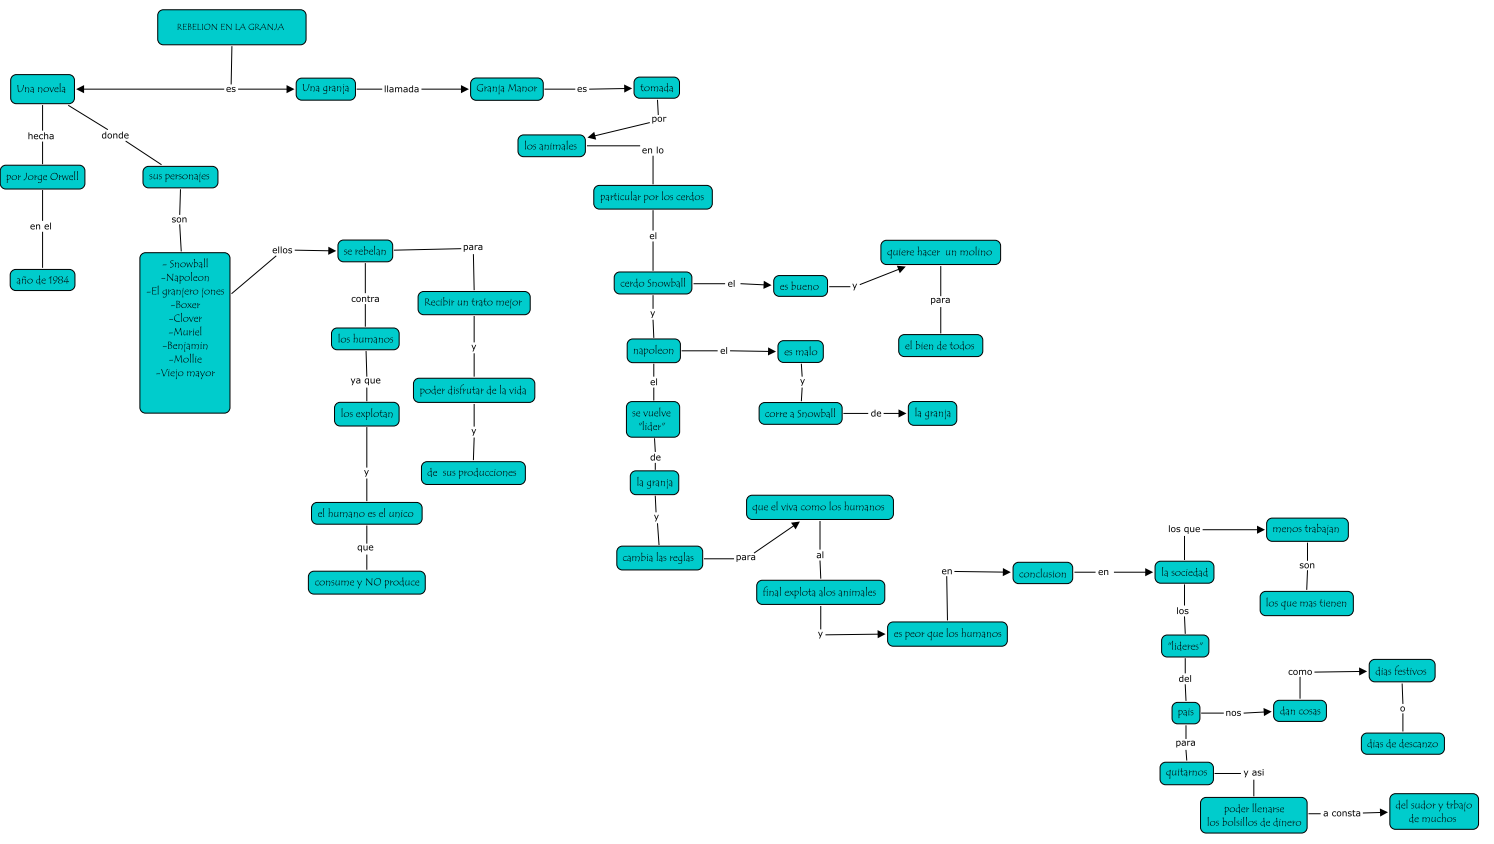 REBELION EN LA GRANJA
Una novela
es
Una granja
llamada
Granja Manor
es
tomada
por
los animales
en lo
particular por los cerdos
el
cerdo Snowball
el
es bueno
y
quiere hacer un molino
para
el bien de todos
y
napoleon
el
es malo
y
corre a Snowball
de
la granja
el
se vuelve
"lider"
de
la granja
y
cambia las reglas
para
que el viva como los humanos
al
final explota alos animales
y
es peor que los humanos
en
conclusion
en
la sociedad
los que
menos trabajan
son
los que mas tienen
los
"lideres"
del
pais
nos
dan cosas
como
dias festivos
o
dias de descanzo
para
quitarnos
y asi
poder llenarse
los bolsillos de dinero
a consta
del sudor y trbajo
de muchos
hecha
por Jorge Orwell
en el
año de 1984
donde
sus personajes
son
- Snowball
-Napoleon
-El granjero jones
-Boxer
-Clover
-Muriel
-Benjamin
-Mollie
-Viejo mayor
ellos
se rebelan
para
Recibir un trato mejor
y
poder disfrutar de la vida
y
de sus producciones
contra
los humanos
ya que
los explotan
y
el humano es el unico
que
consume y NO produce